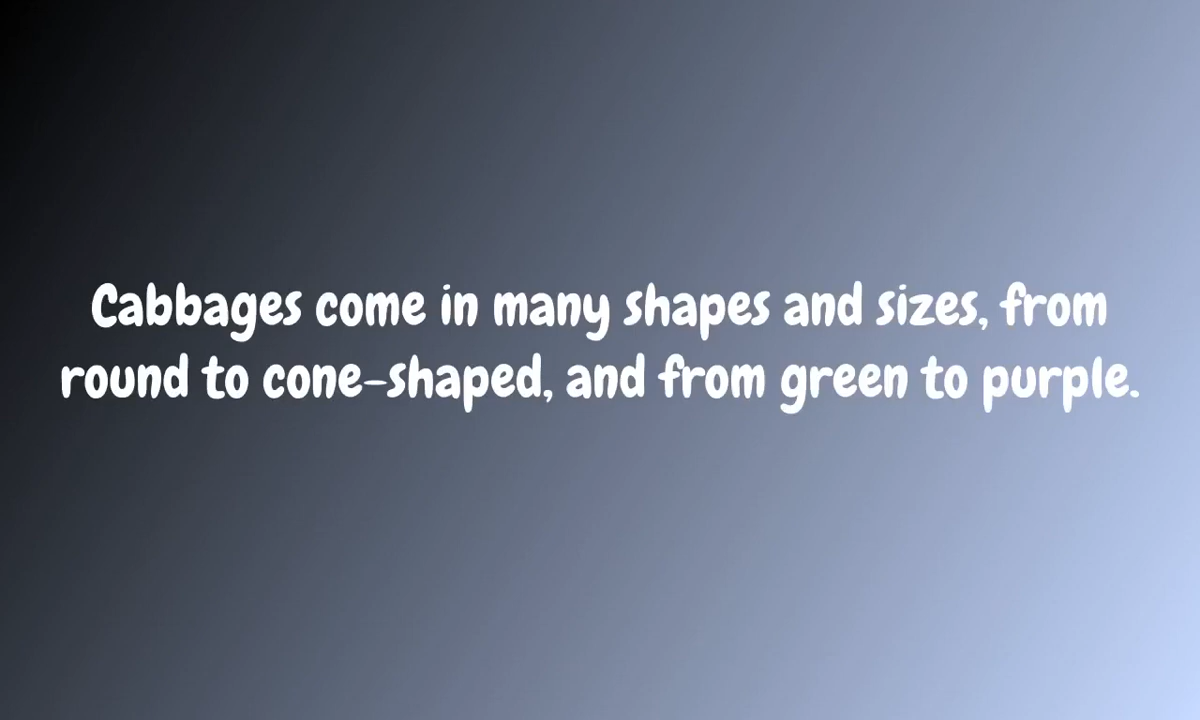 Cabbages come in many shapes and sizes, from
round to cone-shaped, and from green to purple.